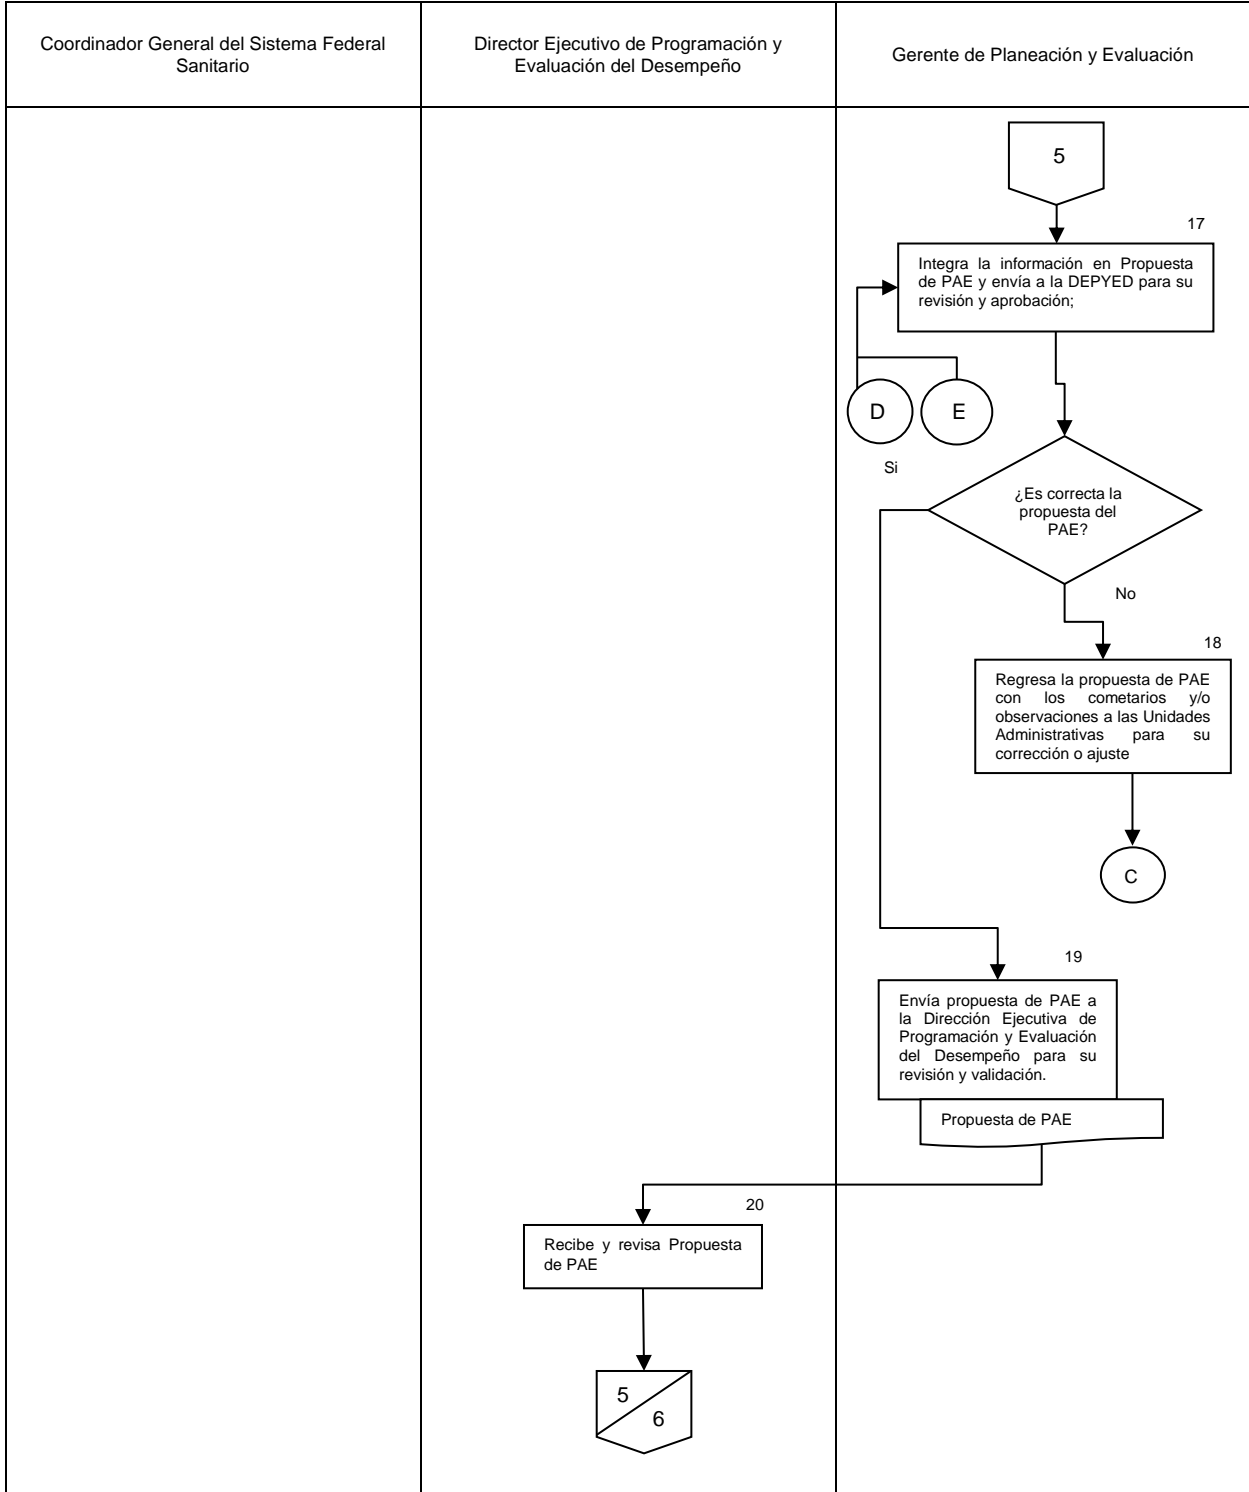 Coordinador General del Sistema Federal
Sanitario
Director Ejecutivo de Programación y
Evaluación del Desempeño
Gerente de Planeación y Evaluación
5
17
Integra la información en Propuesta
de PAE y envía a la DEPYED para su
revisión y aprobación;
D
E
Si
¿Es correcta la
propuesta del
PAE?
No
18
Regresa la propuesta de PAE
con los cometarios y/o
observaciones a las Unidades
Administrativas para su
corrección o ajuste
C
19
Envía propuesta de PAE a
la Dirección Ejecutiva de
Programación y Evaluación
del Desempeño para su
revisión y validación.
Propuesta de PAE
20
Recibe y revisa Propuesta
de PAE
5
6